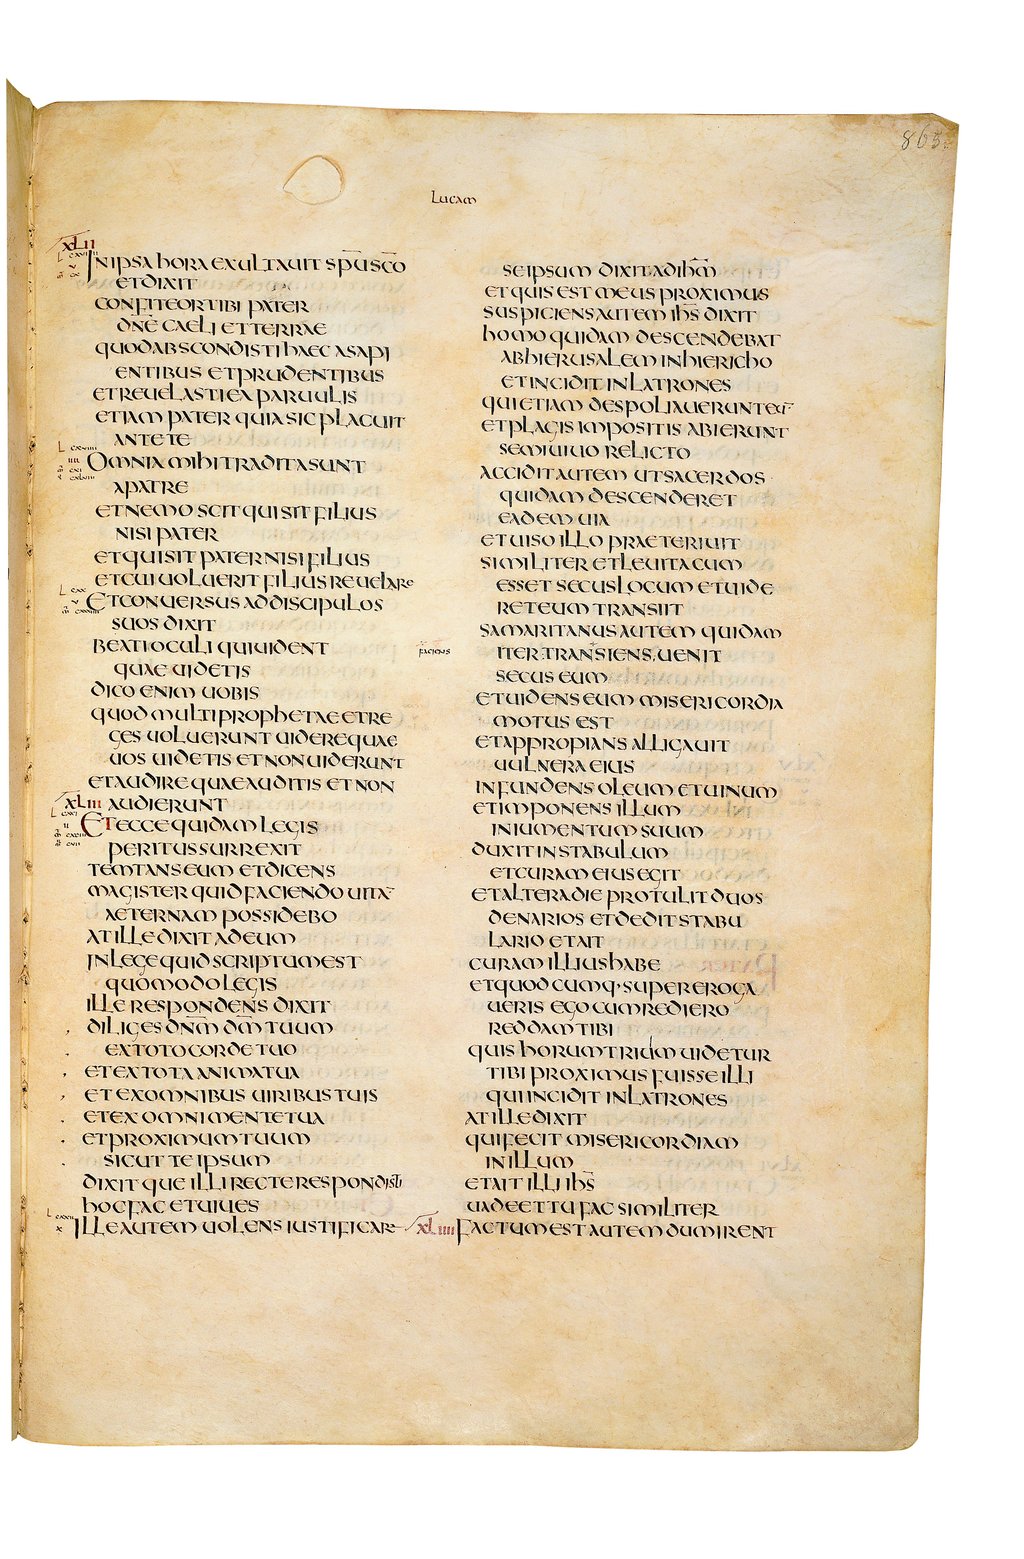 865
Lucam
XLII
IN IPSA HORA EXULTAUIT SPU SCO
ET DIXIT
CONFITEOR TIBI PATER
DNE CAELI ET TERRAE
QUOD ABSCONDISTI HAEC A SAPI
ENTIBUS ET PRUDENTIBUS
ET REUELASTI EA PARUULIS
ETIAM PATER QUIA SIC PLACUIT
ANTE TE
OMNIA MIHI TRADITA SUNT
A PATRE
ET NEMO SCIT QUI SIT FILIUS
NISI PATER
ET QUI SIT PATER NISI FILIUS
ET CUI UOLUERIT FILIUS REUELARE
ET CONUERSUS AD DISCIPULOS
SUOS DIXIT
BEATI OCULI QUI UIDENT
QUAE UIDETIS
DICO ENIM UOBIS
QUOD MULTI PROPHETAE ET RE
GES UOLUERUNT UIDERE QUAE
UOS UIDETIS ET NON UIDERUNT
ET AUDIRE QUAE AUDITIS ET NON
XLIII AUDIERUNT
ET ECCE QUIDAM LEGIS
PERITUS SURREXIT
TEMTANS EUM ET DICENS
MAGISTER QUID FACIENDO UITA
AETERNAM POSSIDEBO
AT ILLE DIXIT AD EUM
IN LEGE QUID SCRIPTUM EST
QUOMODO LEGIS
ILLE RESPONDENS DIXIT
DILIGES DNM DM TUUM
EX TOTO CORDE TUO
ET EX TOTA ANIMA TUA
ET EX OMNIBUS UIRIBUS TUIS
ET EX OMNI MENTE TUA
ET PROXIMUM TUUM
SICUT TE IPSUM
DIXITQUE ILLI RECTE RESPONDISTI
HOC FAC ET UIUES
ILLE AUTEM UOLENS IUSTIFICARE
SE IPSUM DIXIT AD IHM
ET QUIS EST MEUS PROXIMUS
SUSPICIENS AUTEM IHS DIXIT
HOMO QUIDAM DESCENDEBAT
AB HIERUSALEM IN HIERICHO
ET INCIDIT IN LATRONES
QUI ETIAM DESPOLIAUERUNT EU
ET PLAGIS IMPOSITIS ABIERUNT
SEMIUIUO RELICTO
ACCIDIT AUTEM UT SACERDOS
QUIDAM DESCENDERET
EADEM UIA
ET UISO ILLO PRAETERIUIT
SIMILITER ET LEUITA CUM
ESSET SECUS LOCUM ET UIDE
RET EUM TRANSIIT
SAMARITANUS AUTEM QUIDAM
FACIENS
ITER TRANSIENS UENIT
SECUS EUM
ET UIDENS EUM MISERICORDIA
MOTUS EST
ET APPROPIANS ALLIGAUIT
UULNERA EIUS
INFUNDENS OLEUM ET UINUM
ET IMPONENS ILLUM
IN IUMENTUM SUUM
DUXIT IN STABULUM
ET CURAM EIUS EGIT
ET ALTERA DIE PROTULIT DUOS
DENARIOS ET DEDIT STABU
LARIO ET AIT
CURAM ILLIUS HABE
ET QUODCUMQ· SUPEREROGA
UERIS EGO CUM REDIERO
REDDAM TIBI
QUIS HORUM TRIUM UIDETUR
TIBI PROXIMUS FUISSE ILLI
QUI INCIDIT IN LATRONES
AT ILLE DIXIT
QUI FECIT MISERICORDIAM
IN ILLUM
ET AIT ILLI IHS
UADE ET TU FAC SIMILITER
XLIIII FACTUM EST AUTEM DUM IRENT